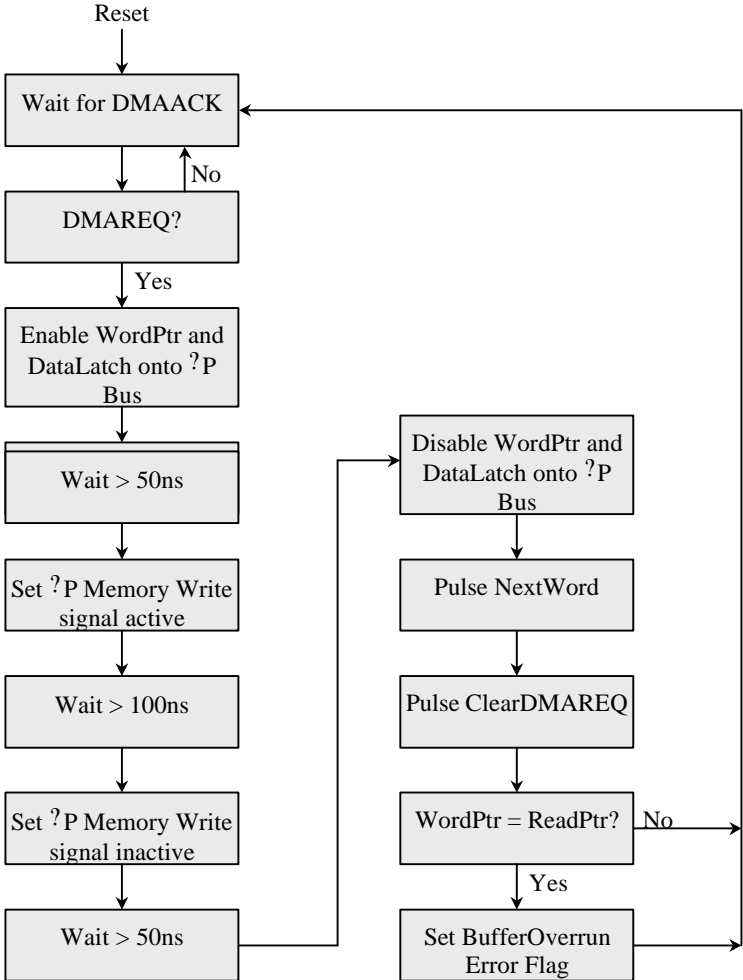 Reset
Wait for DMAACK
No
DMAREQ?
Yes
Enable WordPtr and
DataLatch onto ?P
Bus
Wait > 50ns
Set ?P Memory Write
signal active
Wait > 100ns
Set ?P Memory Write
signal inactive
Wait > 50ns
Disable WordPtr and
DataLatch onto ?P
Bus
Pulse NextWord
Pulse ClearDMAREQ
WordPtr = ReadPtr?
No
Yes
Set BufferOverrun
Error Flag